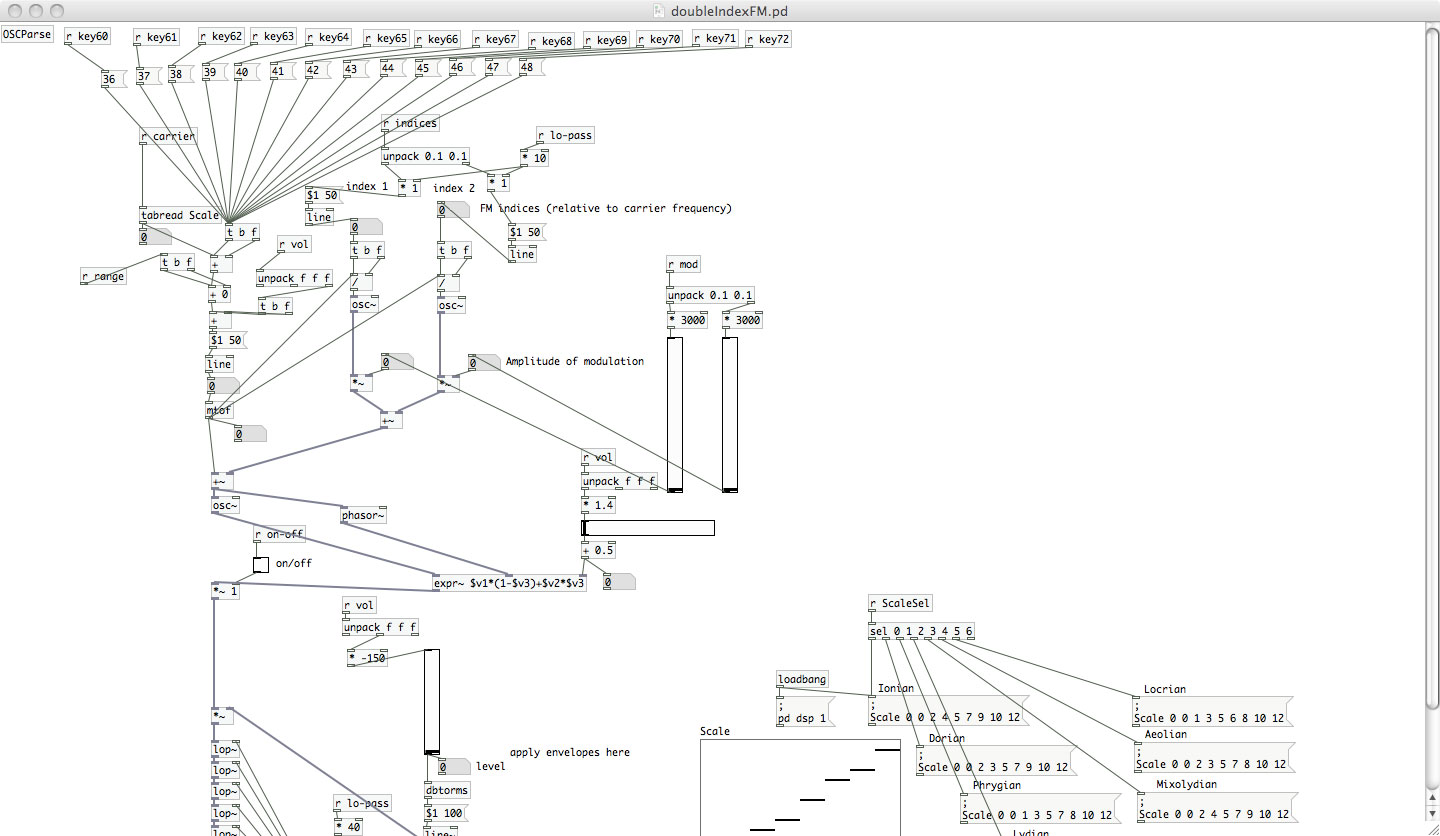 doubleIndexFM.pd
OSCParse
r key60
r key61
r key62
r key63
r key64
r key65
r key66
r key67
r key68
r key69
r key70
r key71
r key72
36
37
38
39
40
41
42
43
44
45
46
47
48
r carrier
r indices
r lo-pass
unpack 0.1 0.1
* 10
$1 50
index 1
* 1
index 2
* 1
tabread Scale
line
0
0
FM indices (relative to carrier frequency)
0
t b f
r vol
t b f
t b f
$1 50
line
r range
t b f
+
unpack f f f
/
/
r mod
+ 0
t b f
osc~
osc~
unpack 0.1 0.1
+
* 3000
* 3000
$1 50
line
0
0
Amplitude of modulation
0
*~
*~
mtof
0
+~
r vol
+~
unpack f f f
osc~
phasor~
* 1.4
r on-off
on/off
+ 0.5
*~ 1
expr~ $v1*(1-$v3)+$v2*$v3
0
r vol
unpack f f f
* -150
r ScaleSel
sel 0 1 2 3 4 5 6
loadbang
;
pd dsp 1
Ionian
;
Scale 0 0 2 4 5 7 9 10 12
Locrian
;
Scale 0 0 1 3 5 6 8 10 12
*~
Scale
Dorian
;
Scale 0 0 2 3 5 7 9 10 12
Aeolian
;
Scale 0 0 2 3 5 7 8 10 12
lop~
lop~
lop~
lop~
lop~
apply envelopes here
0
level
dbtorms
r lo-pass
* 40
$1 100
line~
Phrygian
;
Scale 0 0 1 3 5 7 8 10 12
Mixolydian
;
Scale 0 0 2 4 5 7 9 10 12
Lydian